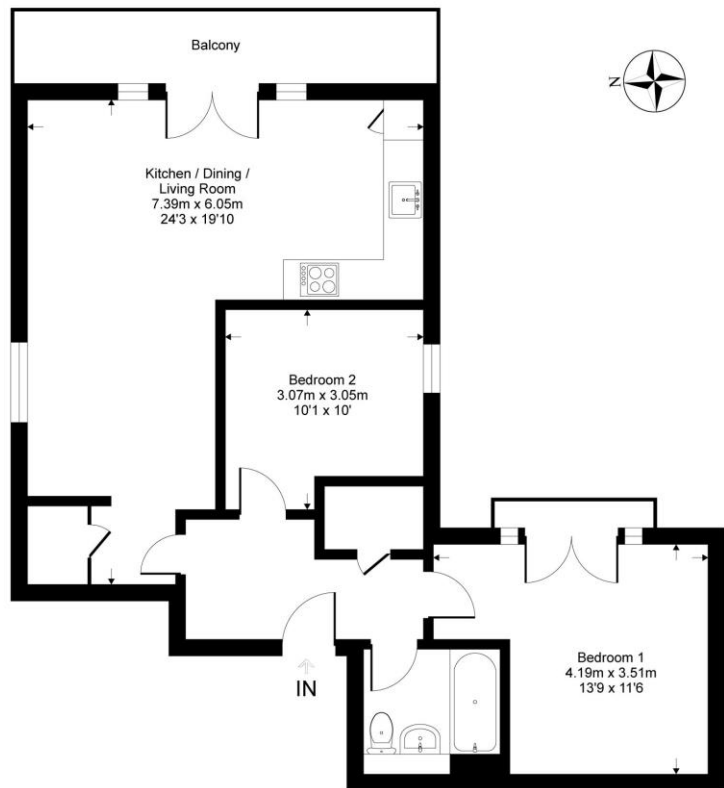 Balcony
N
Kitchen / Dining /
Living Room
7.39m x 6.05m
24'3 x 19'10
Bedroom 2
3.07m x 3.05m
10'1 x 10'
Bedroom 1
4.19m x 3.51m
13'9 x 11'6
IN